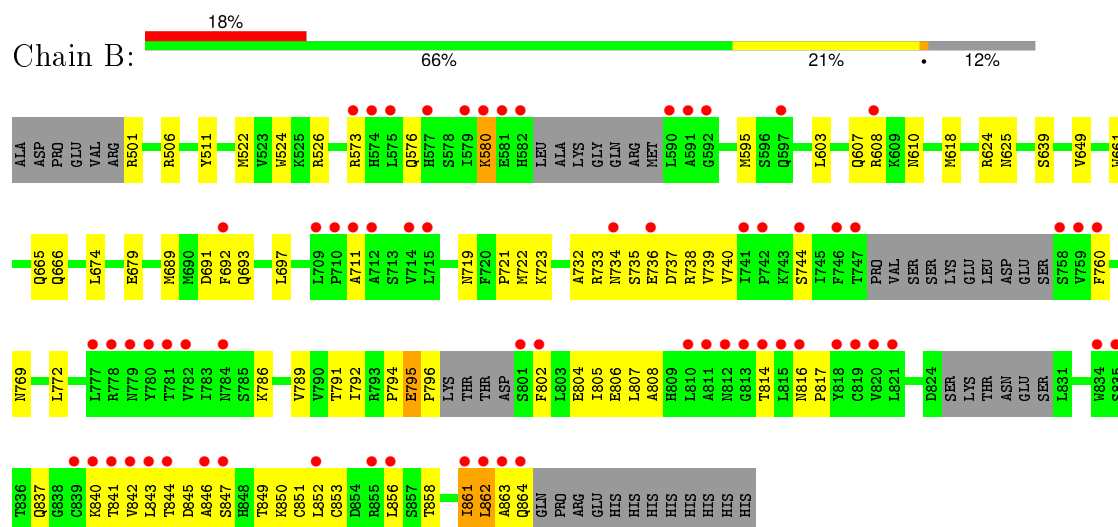 18%
Chain B:
66% 21% • 12%
ALA ASP PRO GLU VAL ARG R501 R506 Y511 M522 V523 W524 K525 R526 R573 H574 L575 Q576 H577 S578 I579 K580 E581 H582 LEU ALA LYS GLY GLN ARG MET L590 A591 G592 M595 S596 Q597 L603 Q607 R608 K609 N610 M618 R624 N625 S639 V649 W661
Q665 Q666 L674 E679 M689 M690 D691 F692 Q693 L697 L709 P710 A711 A712 S713 V714 L715 N719 F720 P721 M722 K723 A732 R733 N734 S735 E736 D737 R738 V739 V740 I741 P742 K743 S744 I745 F746 T747 PRO VAL SER SER LYS GLU LEU ASP GLU SER S758 V759 F760
N769 L772 L777 R778 N779 Y780 T781 V782 I783 N784 S785 K786 V789 V790 T791 I792 R793 P794 E795 P796 LYS THR THR ASP S801 F802 L803 E804 I805 E806 L807 A808 H809 L810 A811 N812 G813 T814 L815 N816 P817 Y818 C819 V820 L821 D824 SER LYS THR ASN GLU SER L831 W834 S835
T836 Q837 G838 C839 K840 T841 V842 L843 T844 D845 A846 S847 H848 T849 K850 C851 L852 C853 D854 R855 L856 S857 T858 I861 L862 A863 Q864 GLN PRO ARG GLU HIS HIS HIS HIS HIS HIS HIS HIS